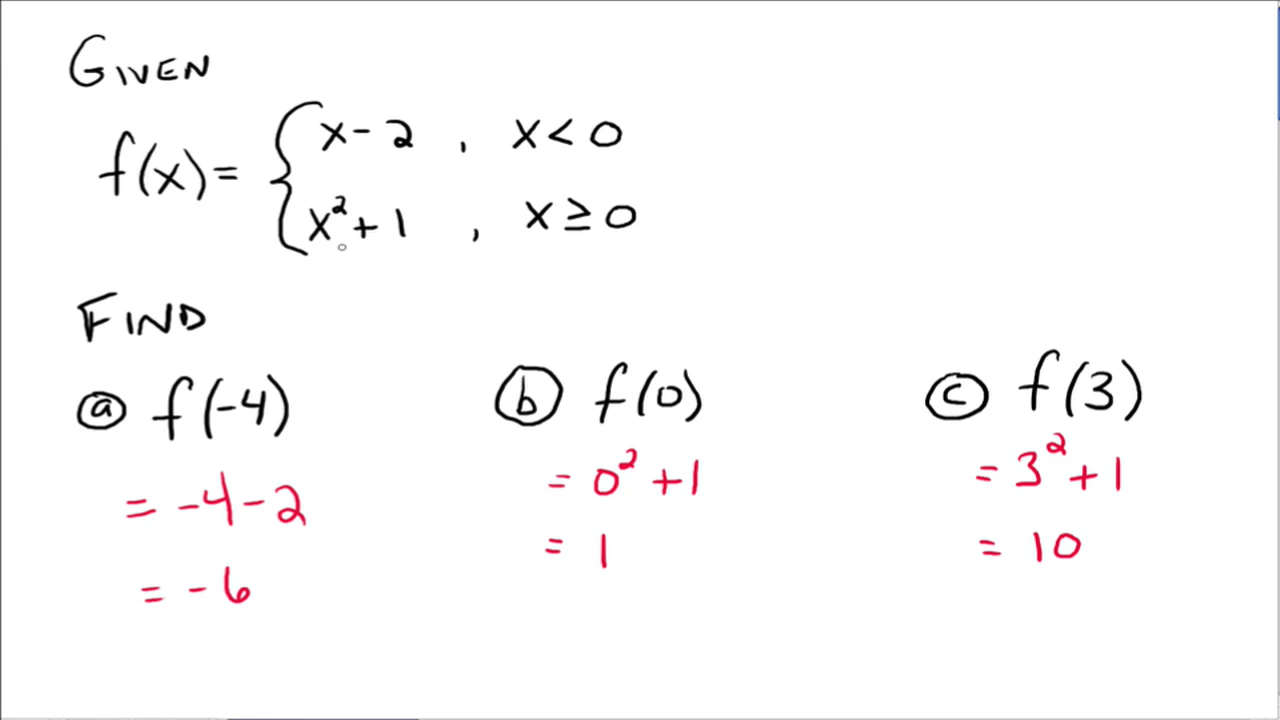 GIVEN
f(x) = { x - 2 , x < 0
x² + 1 , x ≥ 0
FIND
ⓐ f(-4) ⓑ f(0) ⓒ f(3)
= -4 - 2 = 0² + 1 = 3² + 1
= -6 = 1 = 10